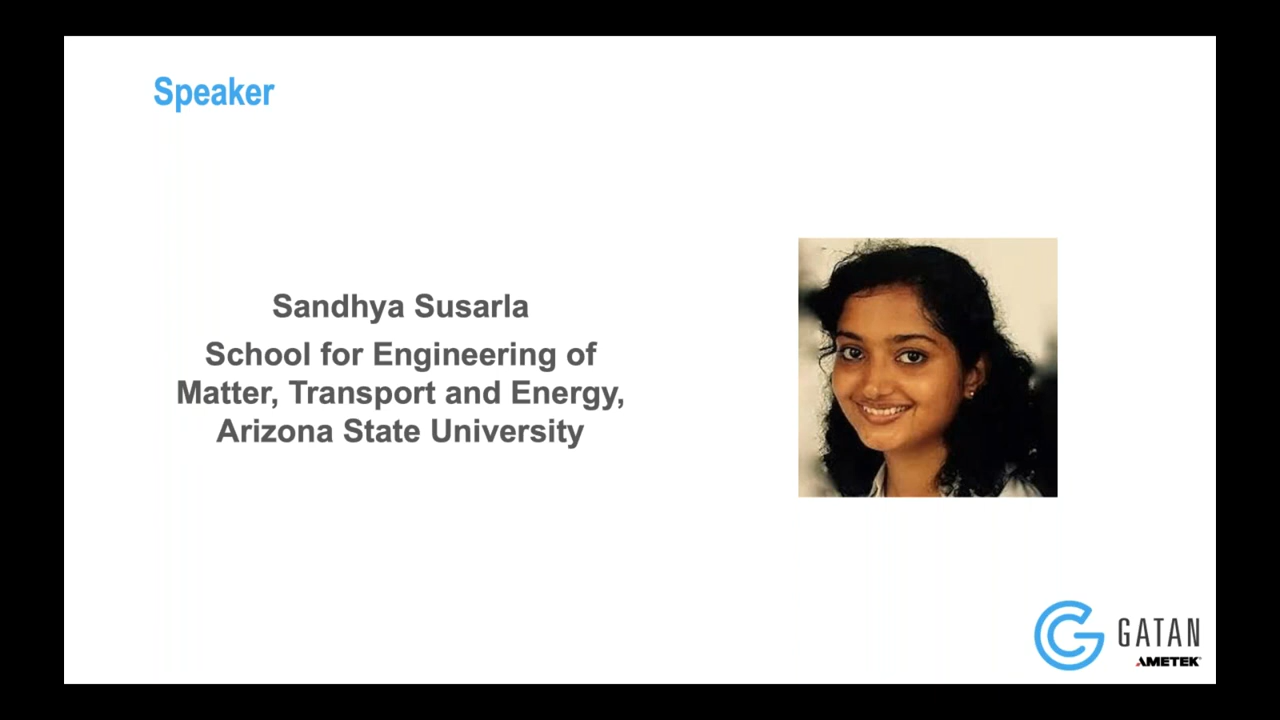 Speaker
Sandhya Susarla
School for Engineering of
Matter, Transport and Energy,
Arizona State University
GATAN
AMETEK